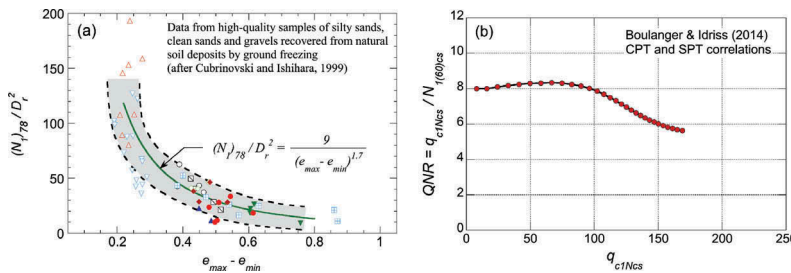 (a)
Data from high-quality samples of silty sands,
clean sands and gravels recovered from natural
soil deposits by ground freezing
(after Cubrinovski and Ishihara, 1999)
(N1)78 / Dr2 = 9 / (emax - emin)1.7
(N1)78 / Dr2
200
150
100
50
0
0.2
0.4
0.6
0.8
1
emax - emin
(b)
Boulanger & Idriss (2014)
CPT and SPT correlations
QNR = qc1Ncs / N1(60)cs
12
10
8
6
4
2
0
0
50
100
150
200
qc1Ncs